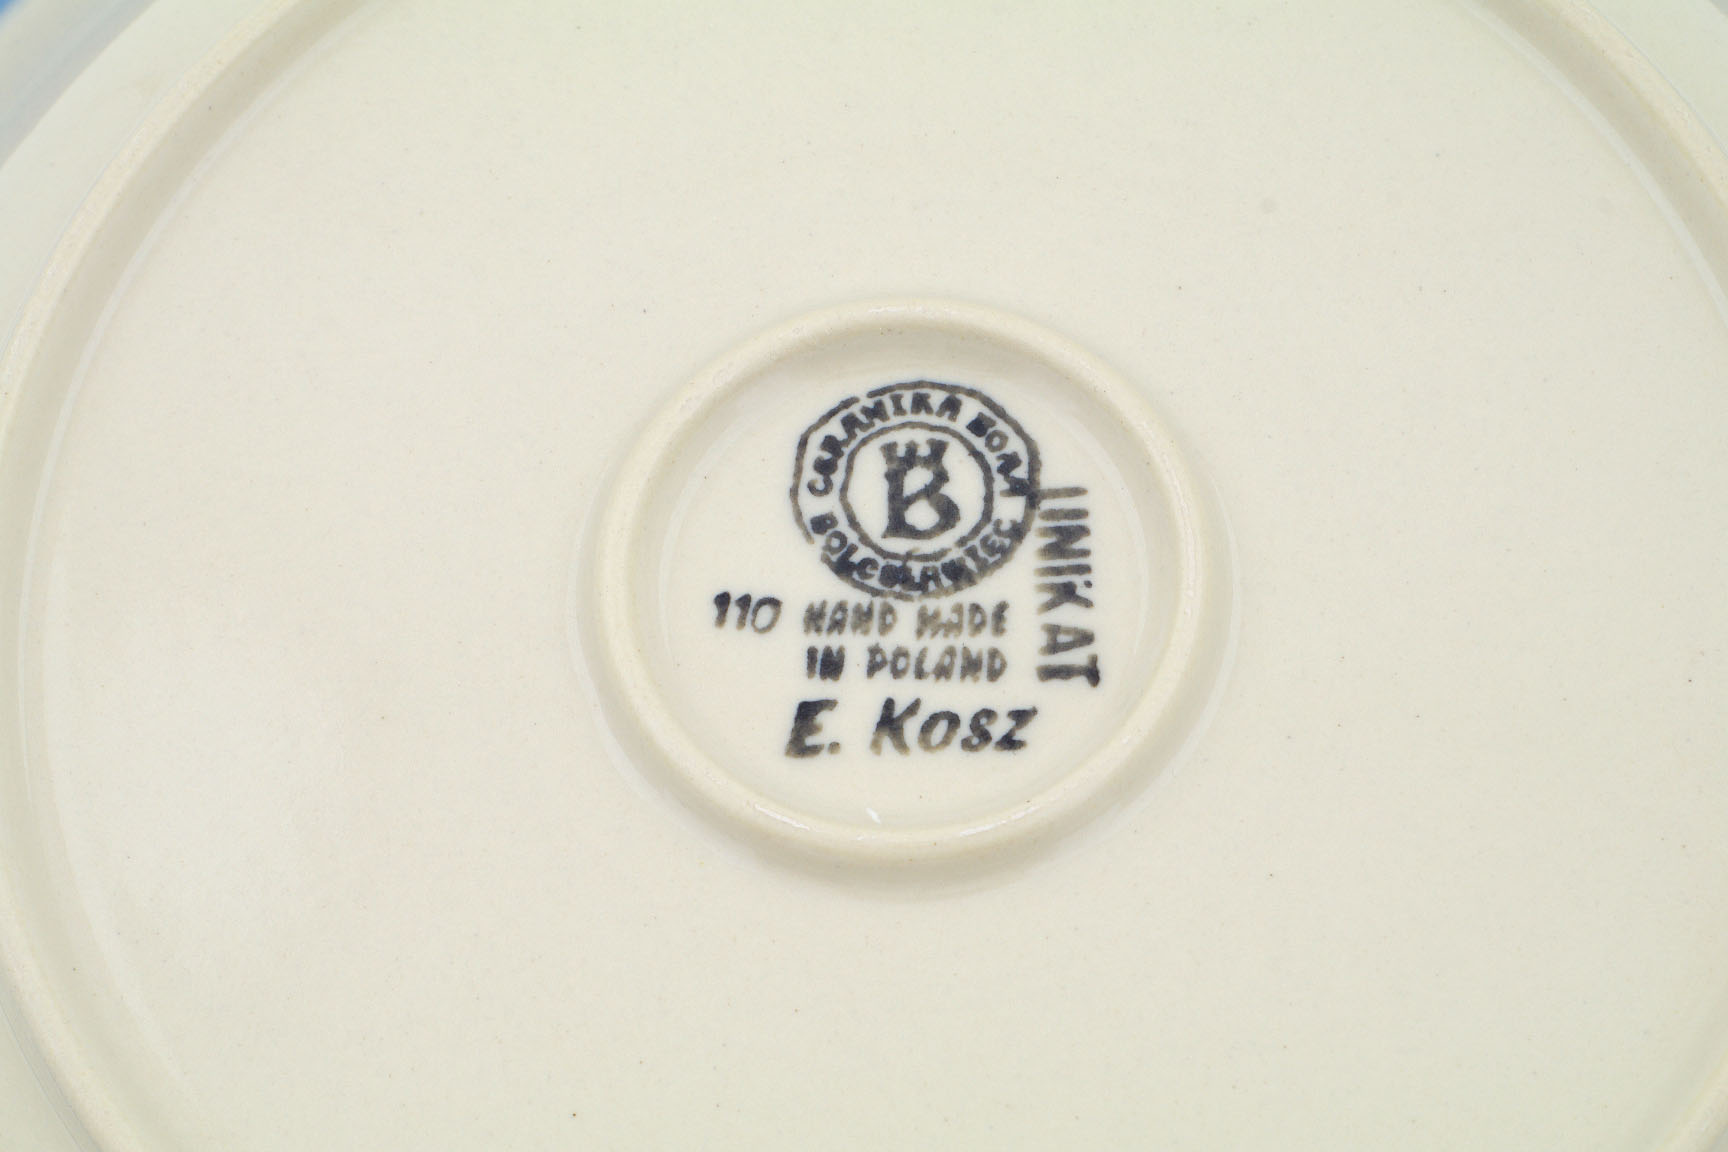 CERAMIKA BONA
BOLESŁAWIEC
B
110 HAND MADE
IN POLAND
E. KOSZ
UNIKAT